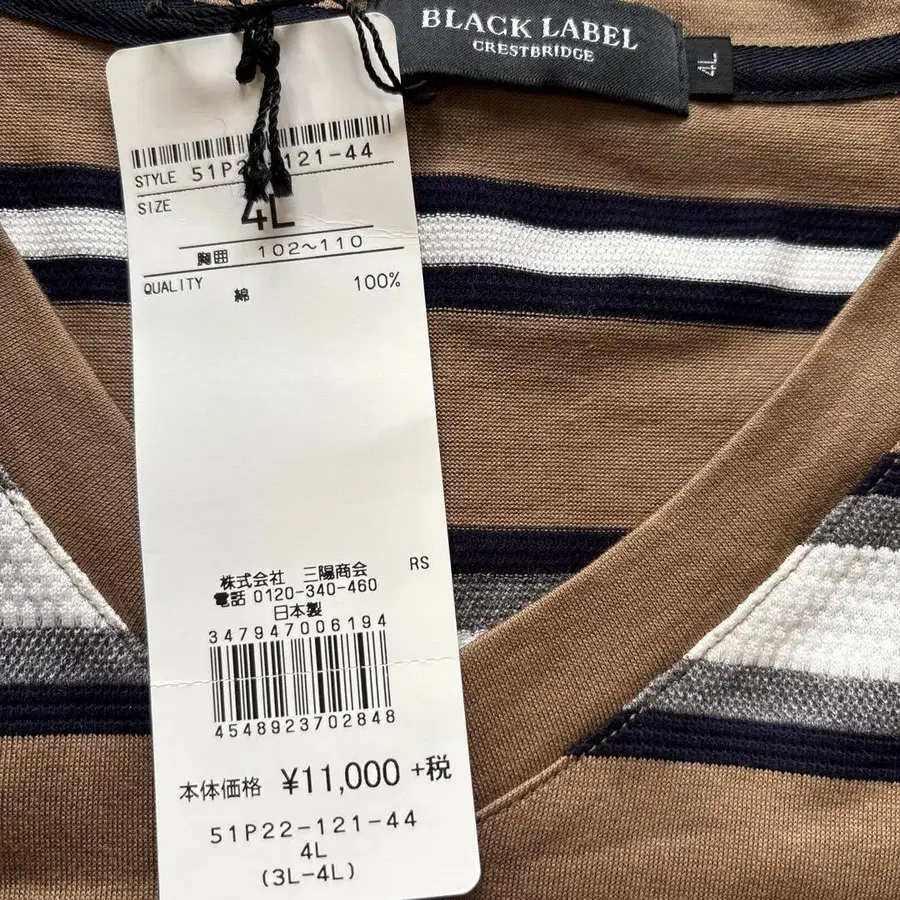 BLACK LABEL
CRESTBRIDGE
4L
STYLE 51P22-121-44
SIZE
4L
胸囲 102〜110
QUALITY 綿 100%
株式会社 三陽商会 RS
電話 0120-340-460
日本製
3479470061 94
4548923702848
本体価格 ¥11,000 +税
51P22-121-44
4L
(3L-4L)